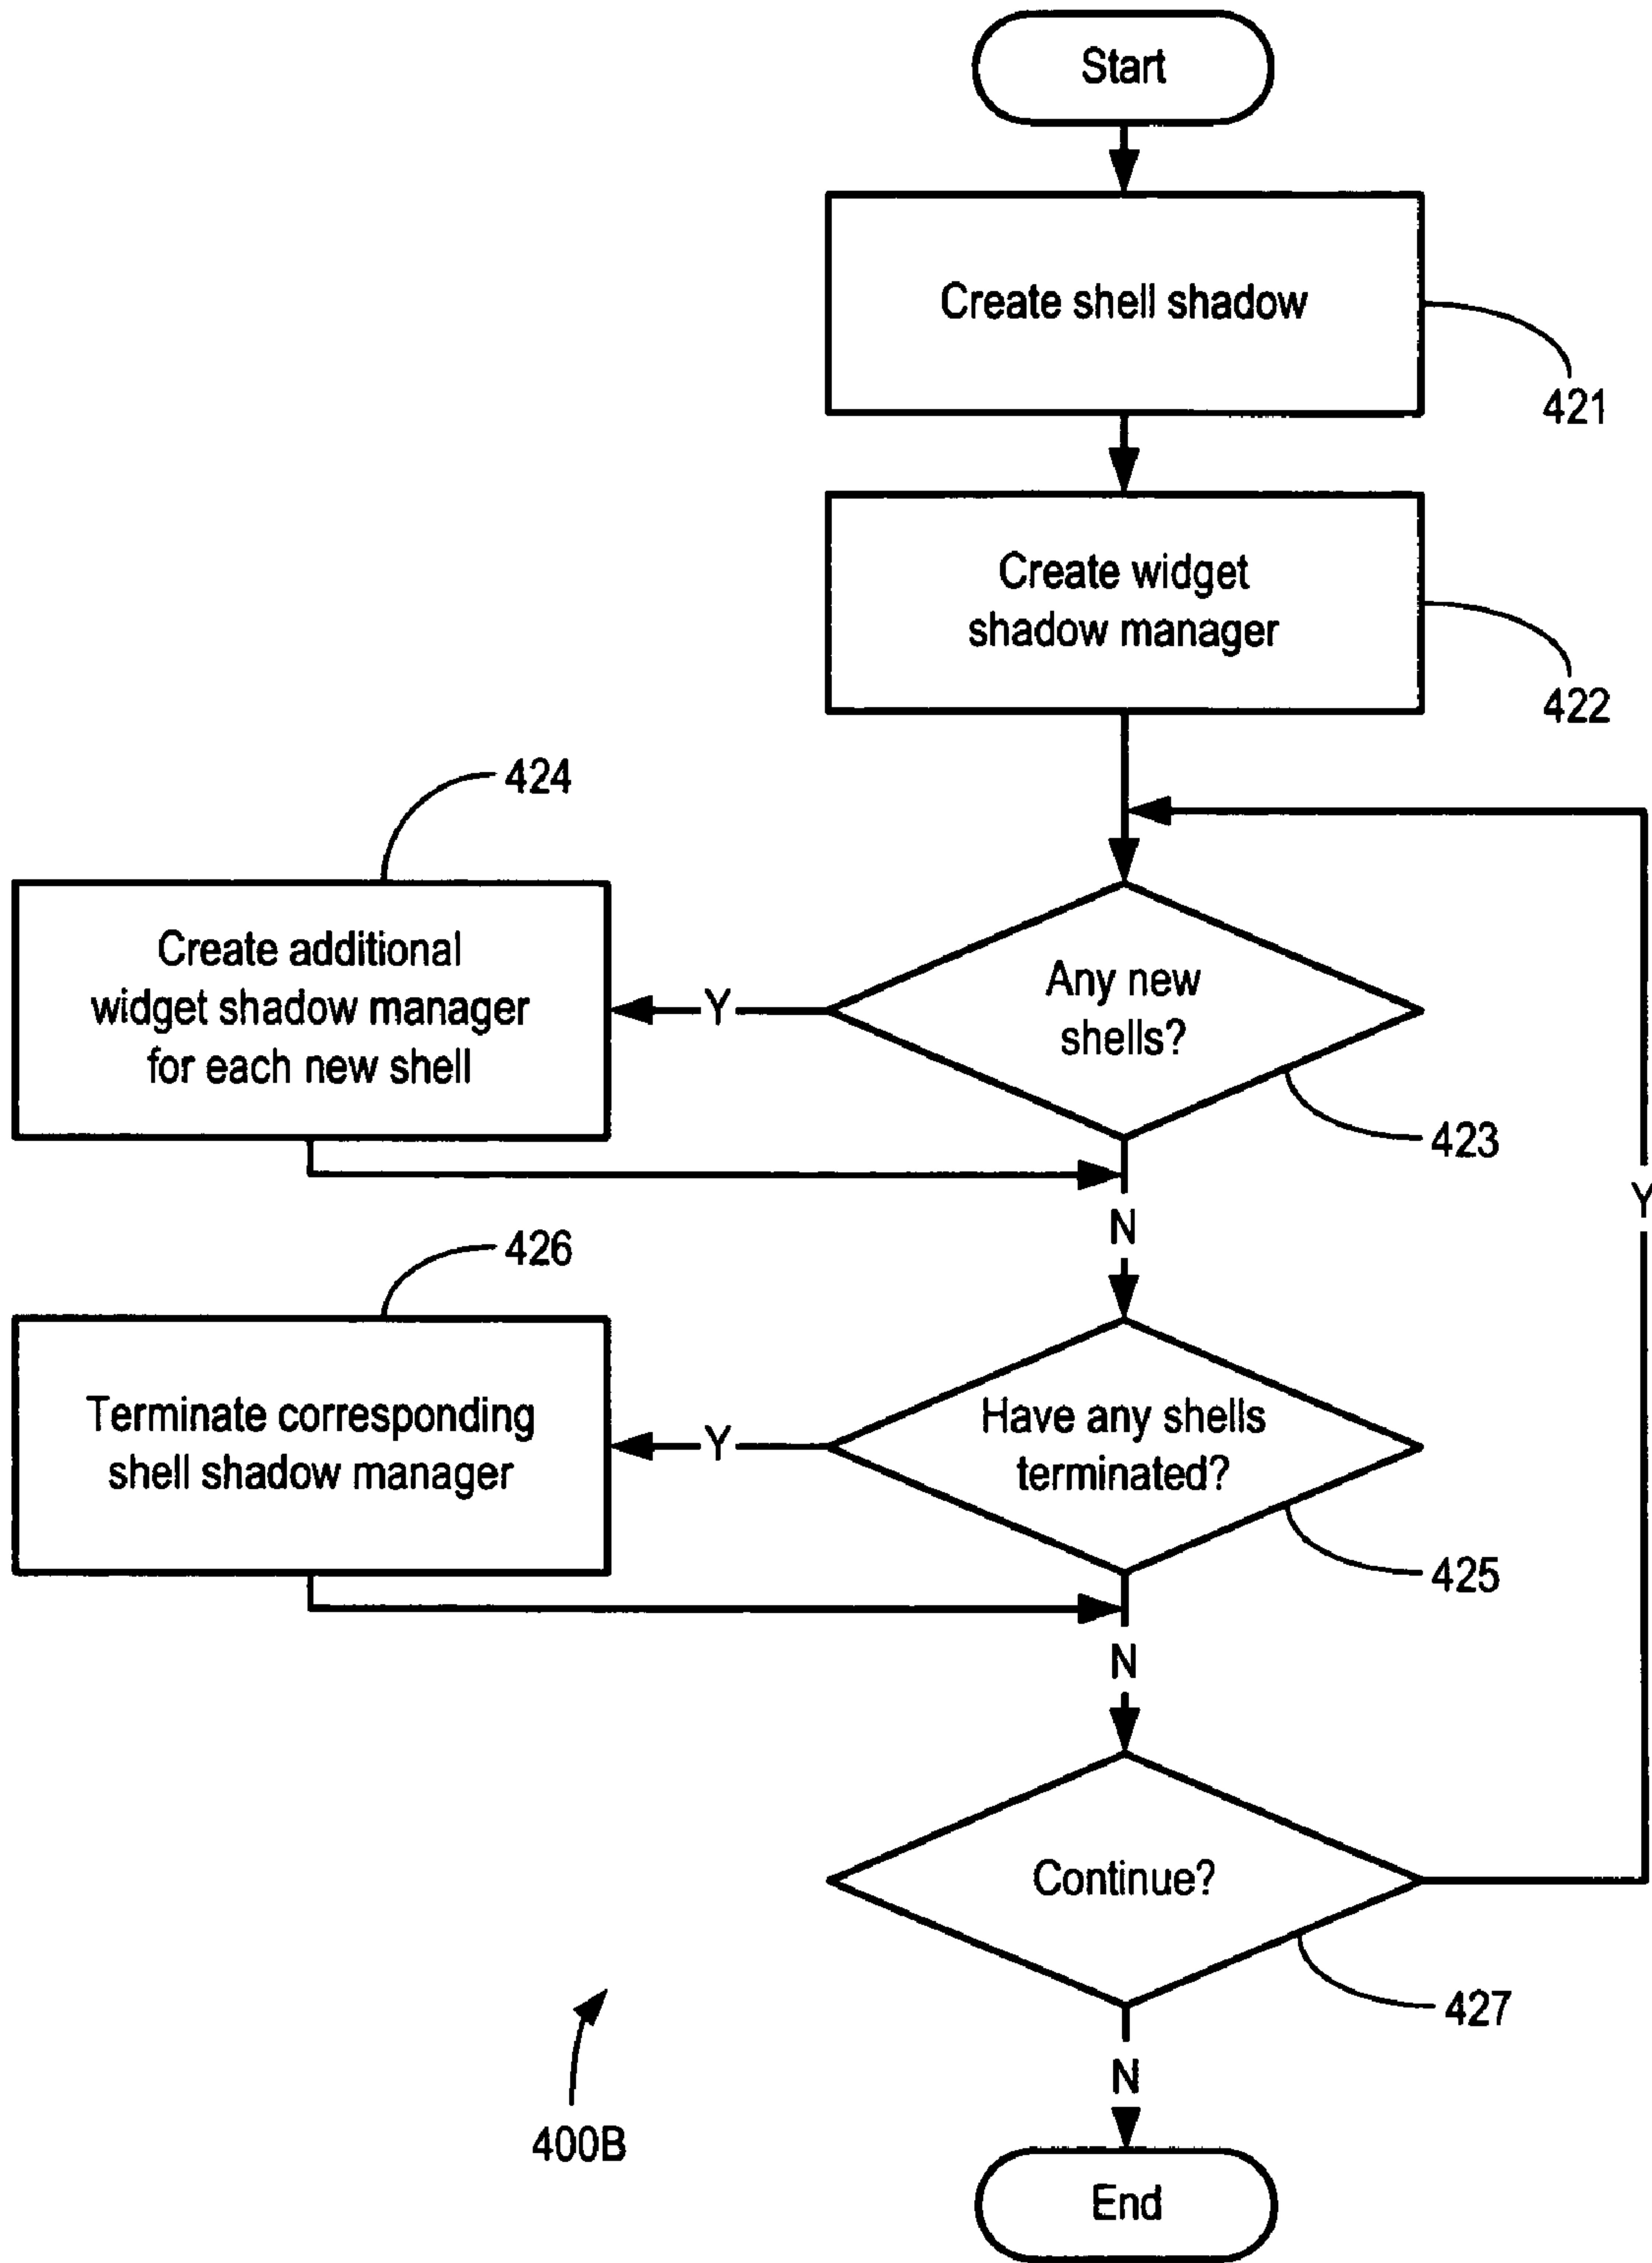 Start
Create shell shadow
421
Create widget
shadow manager
422
424
Create additional
widget shadow manager
for each new shell
Y
Any new
shells?
423
Y
N
426
Terminate corresponding
shell shadow manager
Y
Have any shells
terminated?
425
N
Continue?
427
400B
N
End